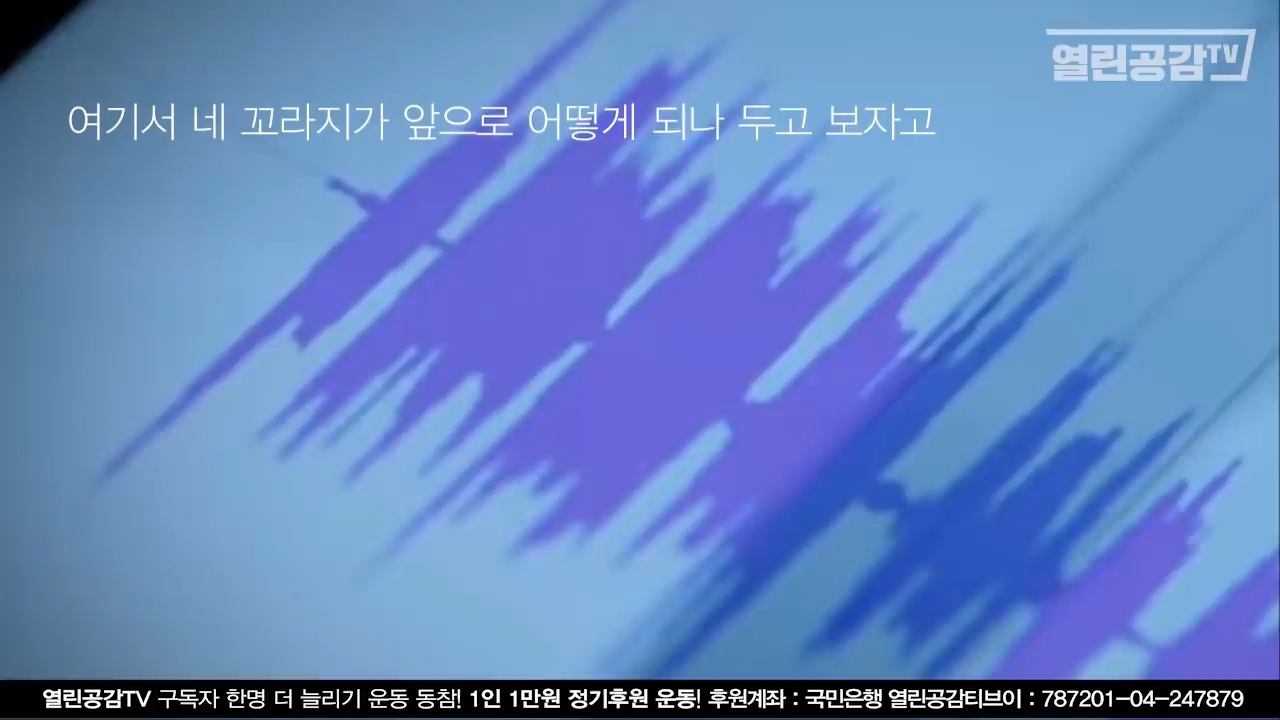 열린공감TV
여기서 네 꼬라지가 앞으로 어떻게 되나 두고 보자고
열린공감TV 구독자 한명 더 늘리기 운동 동참! 1인 1만원 정기후원 운동! 후원계좌 : 국민은행 열린공감티브이 : 787201-04-247879